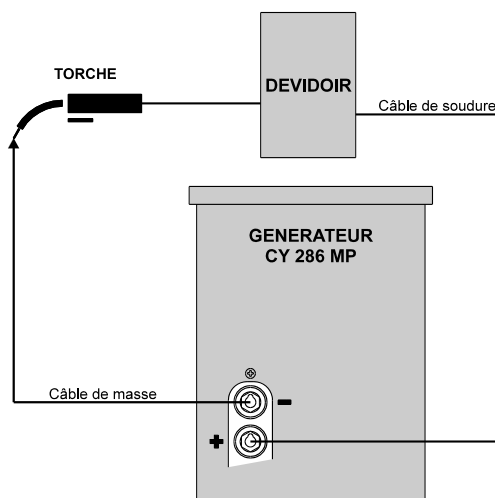 TORCHE
DEVIDOIR
Câble de soudure
GENERATEUR
CY 286 MP
Câble de masse
-
+